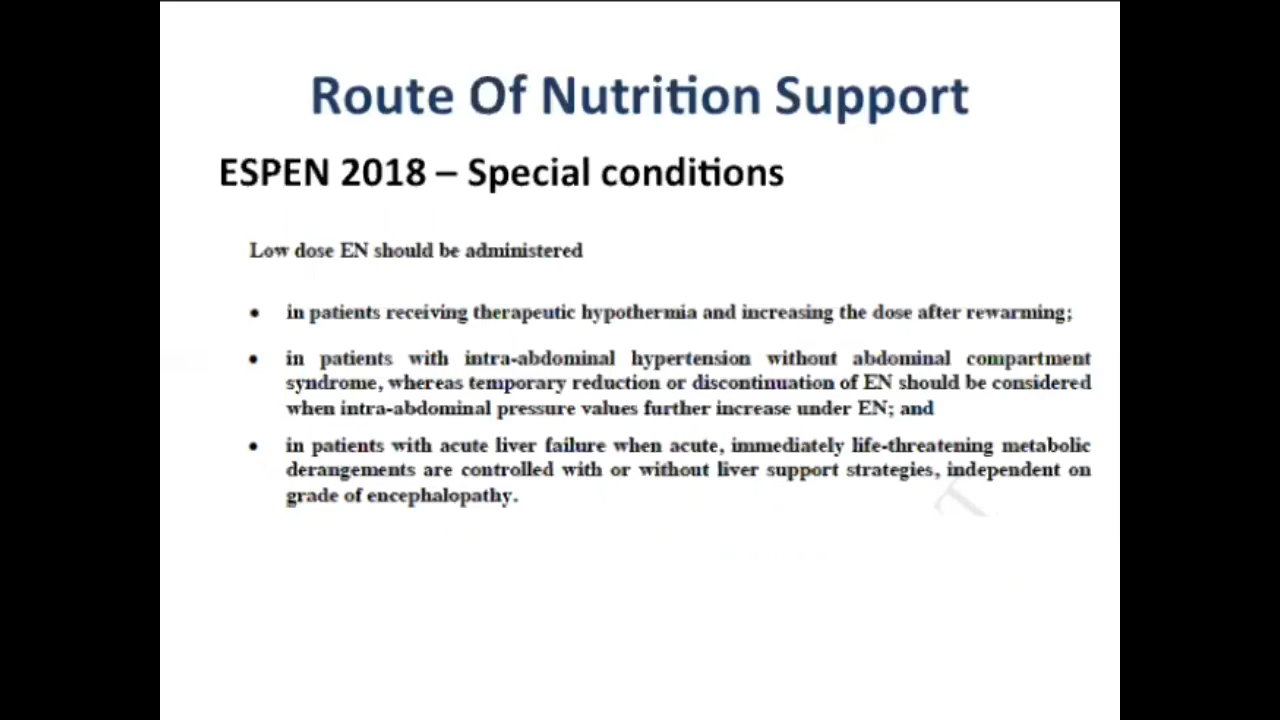 Route Of Nutrition Support
ESPEN 2018 – Special conditions
Low dose EN should be administered
• in patients receiving therapeutic hypothermia and increasing the dose after rewarming;
• in patients with intra-abdominal hypertension without abdominal compartment
syndrome, whereas temporary reduction or discontinuation of EN should be considered
when intra-abdominal pressure values further increase under EN; and
• in patients with acute liver failure when acute, immediately life-threatening metabolic
derangements are controlled with or without liver support strategies, independent on
grade of encephalopathy.